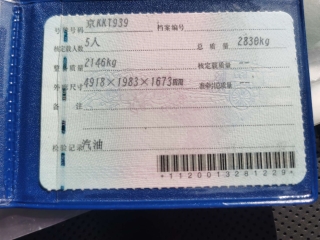 号牌号码 京KKT939 档案编号
核定载人数 5人 总质量 2830kg
整备质量 2146kg 核定载质量 --
外廓尺寸 4918×1983×1673mm 准牵引总质量 --
备注
检验记录 汽油
*1120013281229*